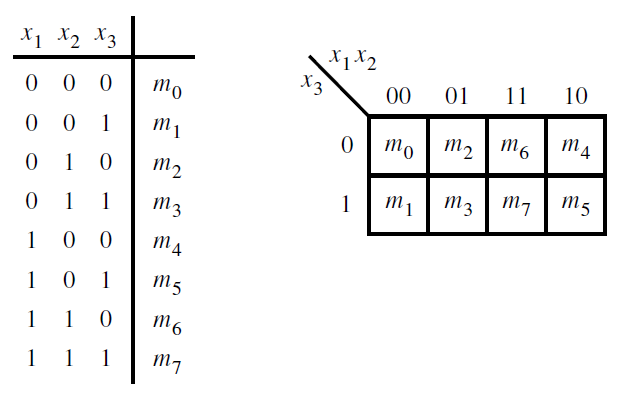 x1 x2 x3
0 0 0 m0
0 0 1 m1
0 1 0 m2
0 1 1 m3
1 0 0 m4
1 0 1 m5
1 1 0 m6
1 1 1 m7
x1x2
x3
00 01 11 10
0 m0 m2 m6 m4
1 m1 m3 m7 m5